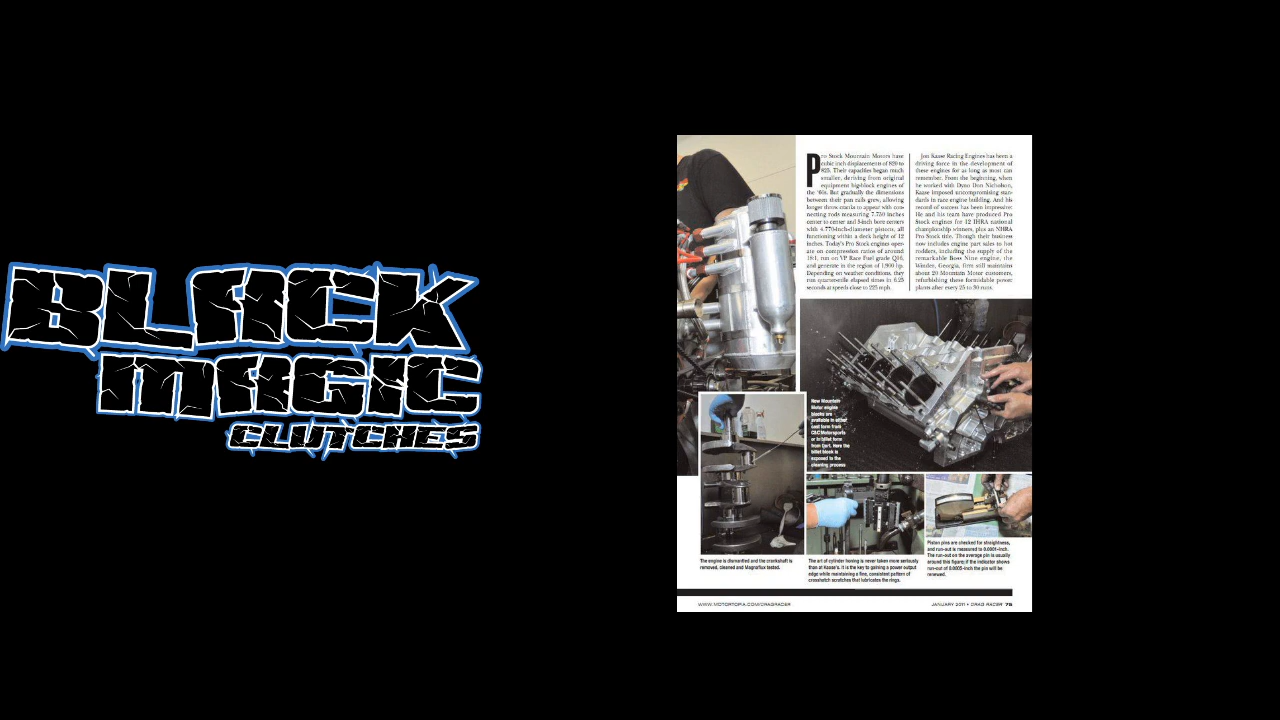 BLACK
MAGIC
CLUTCHES
Pro Stock Mountain Motors have
cubic inch displacements of 820 to
825. Their capacities began much
smaller, deriving from original
equipment big-block engines of
the '60s. But gradually the dimensions
between their pan rails grew, allowing
longer throw cranks to appear with con-
necting rods measuring 7.750 inches
center to center and 5-inch bore centers
with 4.770-inch-diameter pistons, all
functioning within a deck height of 12
inches. Today's Pro Stock engines oper-
ate on compression ratios of around
16:1, run on VP Race Fuel grade Q16,
and generate in the region of 1,900 hp.
Depending on weather conditions, they
run quarter-mile elapsed times in 6.25
seconds at speeds close to 225 mph.
Jon Kaase Racing Engines has been a
driving force in the development of
these engines for as long as most can
remember. From the beginning, when
he worked with Dyno Don Nicholson,
Kaase imposed uncompromising stan-
dards in race engine building. And his
record of success has been impressive:
He and his team have produced Pro
Stock engines for 12 IHRA national
championship winners, plus an NHRA
Pro Stock title. Though their business
now includes engine part sales to hot
rodders, including the supply of the
remarkable Boss Nine engine, the
Winder, Georgia, firm still maintains
about 20 Mountain Motor customers,
refurbishing these formidable power
plants after every 25 to 30 runs.
New Mountain
Motor engine
blocks are
available in either
cast form from
C&C Motorsports
or in billet form
from Dart. Here the
billet block is
exposed to the
cleaning process
The engine is dismantled and the crankshaft is
removed, cleaned and Magnaflux tested.
The art of cylinder honing is never taken more seriously
than at Kaase's. It is the key to gaining a power output
edge while maintaining a fine, consistent pattern of
crosshatch scratches that lubricates the rings.
Piston pins are checked for straightness,
and run-out is measured to 0.0001-inch.
The run-out on the average pin is usually
around this figure; if the indicator shows
run-out of 0.0005-inch the pin will be
renewed.
WWW.MOTORTOPIA.COM/DRAGRACER
JANUARY 2011 • DRAG RACER 75